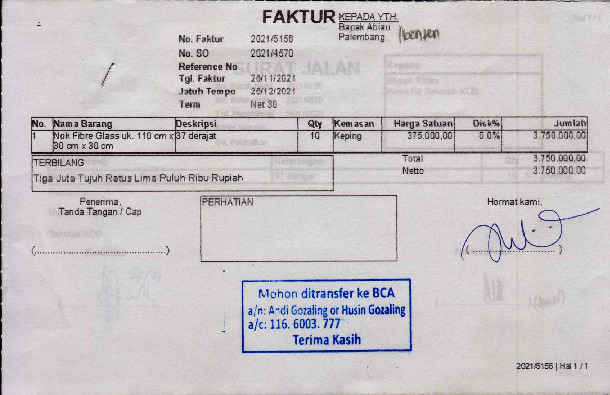 FAKTUR
KEPADA YTH.
Bapak Ablau
Palembang
No. Faktur 2021/5156
No. SO 2021/4670
Reference No
Tgl. Faktur 26/11/2021
Jatuh Tempo 26/12/2021
Term Net 30
No. Nama Barang Deskripsi Qty Kemasan Harga Satuan Disk% Jumlah
1 Nok Fibre Glass uk. 110 cm x 37 derajat 10 Keping 375.000,00 0.0% 3.750.000,00
30 cm x 30 cm
TERBILANG
Tiga Juta Tujuh Ratus Lima Puluh Ribu Rupiah
Total 3.750.000,00
Netto 3.750.000,00
Penerima,
Tanda Tangan / Cap
(..............................)
PERHATIAN
Hormat kami,
(..............................)
Mohon ditransfer ke BCA
a/n: Andi Gozaling or Husin Gozaling
a/c: 116. 6003. 777
Terima Kasih
2021/5156 | Hal 1 / 1